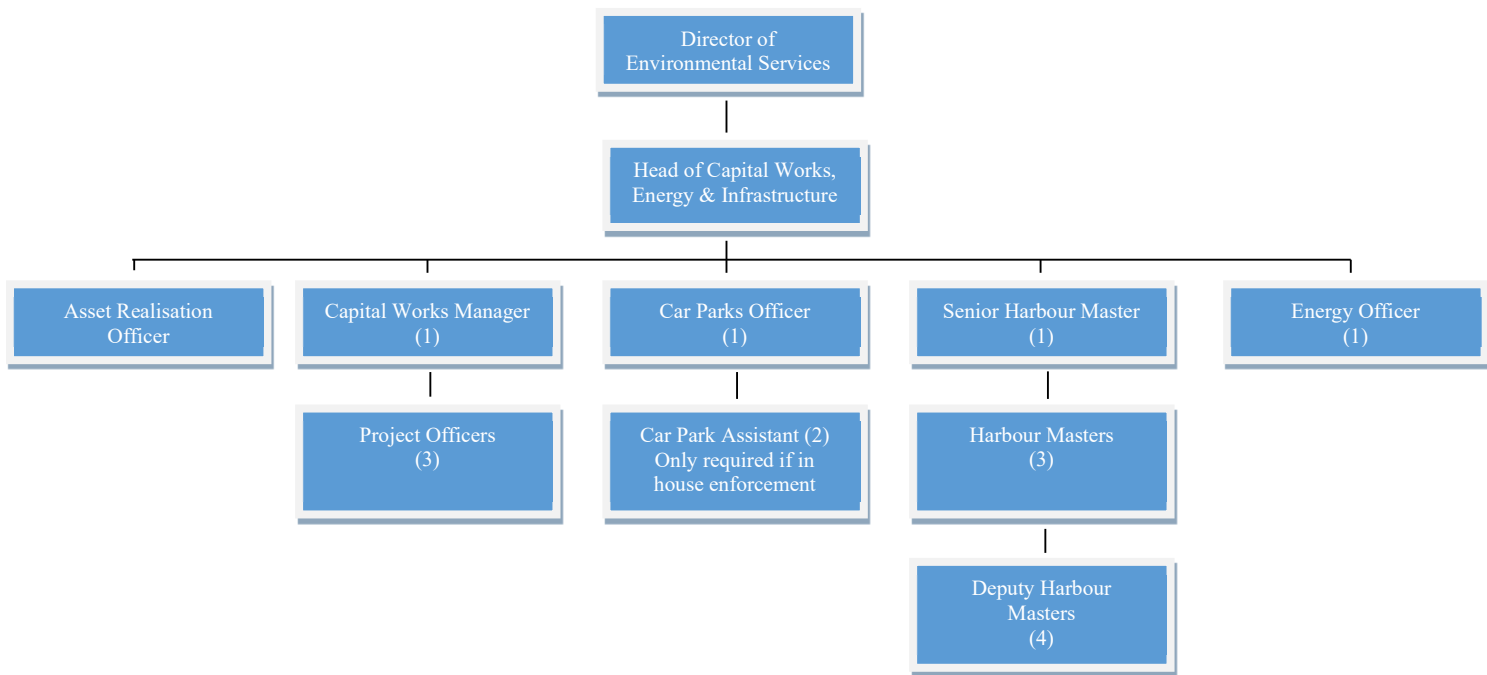 Director of
Environmental Services
Head of Capital Works,
Energy & Infrastructure
Asset Realisation
Officer
Capital Works Manager
(1)
Car Parks Officer
(1)
Senior Harbour Master
(1)
Energy Officer
(1)
Project Officers
(3)
Car Park Assistant (2)
Only required if in
house enforcement
Harbour Masters
(3)
Deputy Harbour
Masters
(4)